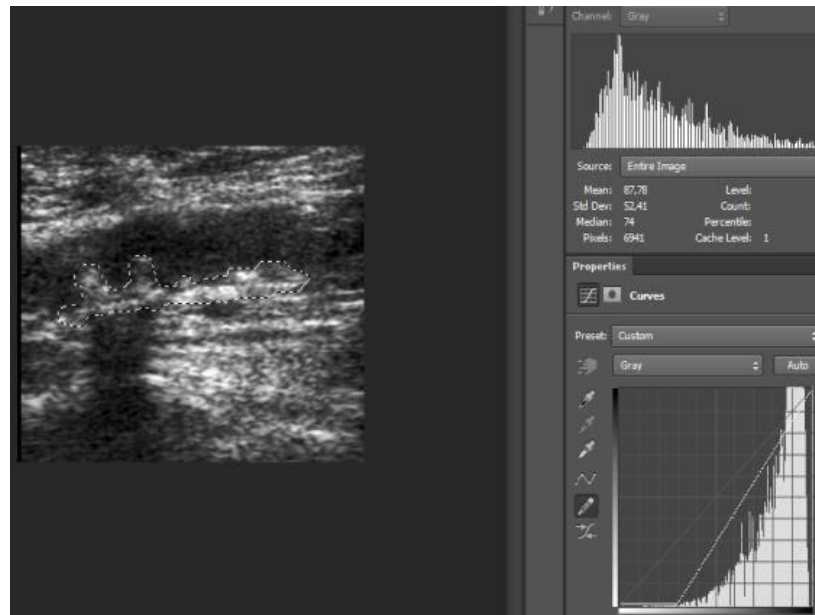 Channel: Gray
Source: Entire Image
Mean: 87,78 Level:
Std Dev: 52,41 Count:
Median: 74 Percentile:
Pixels: 6941 Cache Level: 1
Properties
Curves
Preset: Custom
Gray Auto